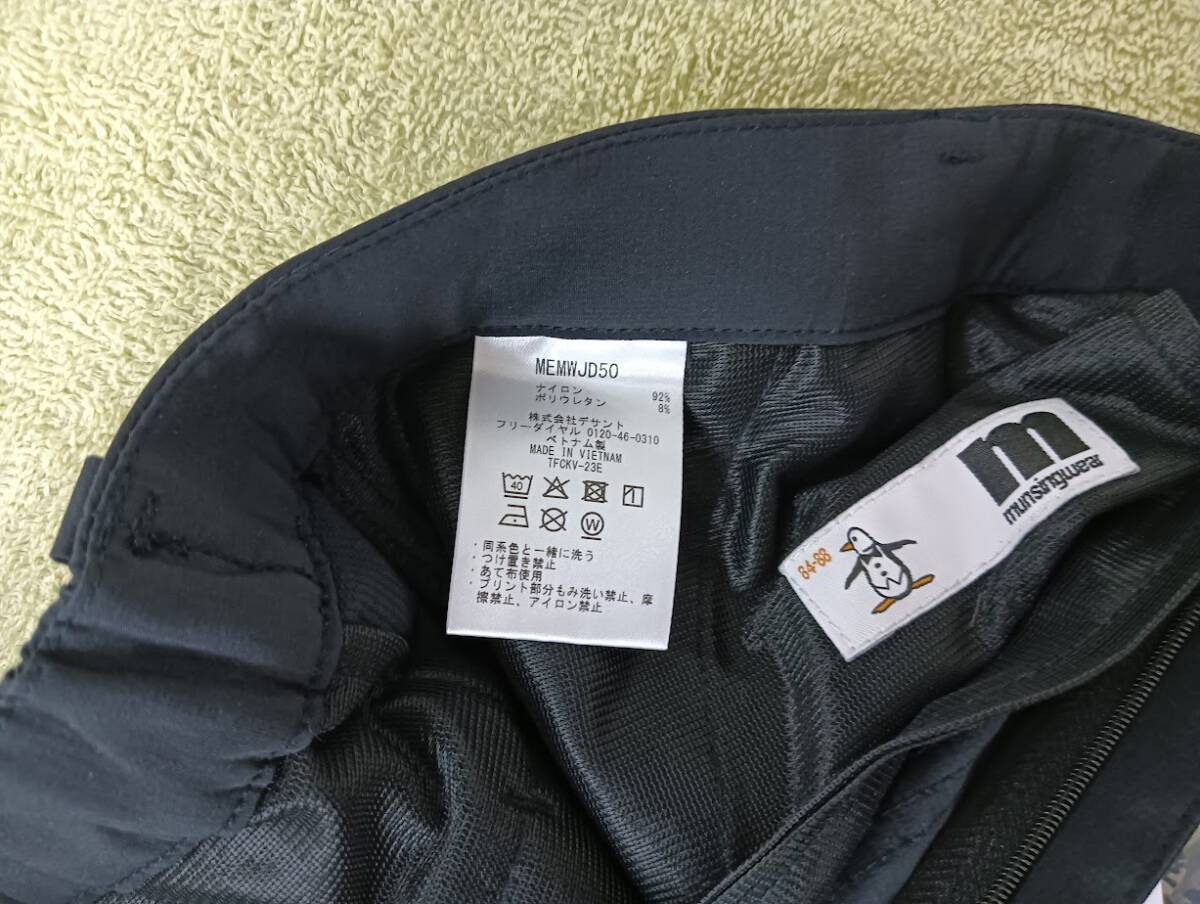 MEMWJD50
ナイロン 92%
ポリウレタン 8%
株式会社デサント
フリーダイヤル 0120-46-0310
ベトナム製
MADE IN VIETNAM
TFCKV-23E
40
W
・同系色と一緒に洗う
・つけ置き禁止
・あて布使用
・プリント部分もみ洗い禁止、摩
擦禁止、アイロン禁止
m
munsingwear
84-88